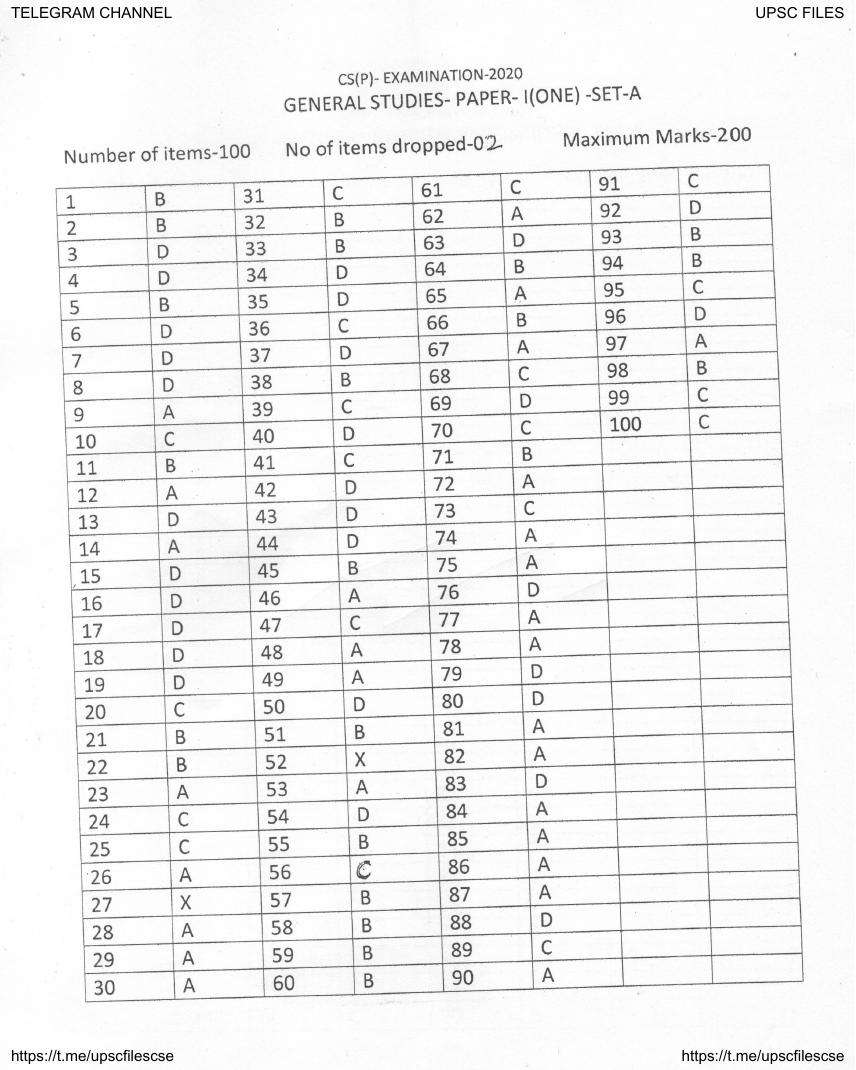 TELEGRAM CHANNEL UPSC FILES
CS(P)- EXAMINATION-2020
GENERAL STUDIES- PAPER- I(ONE) -SET-A
Number of items-100 No of items dropped-02 Maximum Marks-200
1 B 31 C 61 C 91 C
2 B 32 B 62 A 92 D
3 D 33 B 63 D 93 B
4 D 34 D 64 B 94 B
5 B 35 D 65 A 95 C
6 D 36 C 66 B 96 D
7 D 37 D 67 A 97 A
8 D 38 B 68 C 98 B
9 A 39 C 69 D 99 C
10 C 40 D 70 C 100 C
11 B 41 C 71 B
12 A 42 D 72 A
13 D 43 D 73 C
14 A 44 D 74 A
15 D 45 B 75 A
16 D 46 A 76 D
17 D 47 C 77 A
18 D 48 A 78 A
19 D 49 A 79 D
20 C 50 D 80 D
21 B 51 B 81 A
22 B 52 X 82 A
23 A 53 A 83 D
24 C 54 D 84 A
25 C 55 B 85 A
26 A 56 C 86 A
27 X 57 B 87 A
28 A 58 B 88 D
29 A 59 B 89 C
30 A 60 B 90 A
https://t.me/upscfilescse https://t.me/upscfilescse